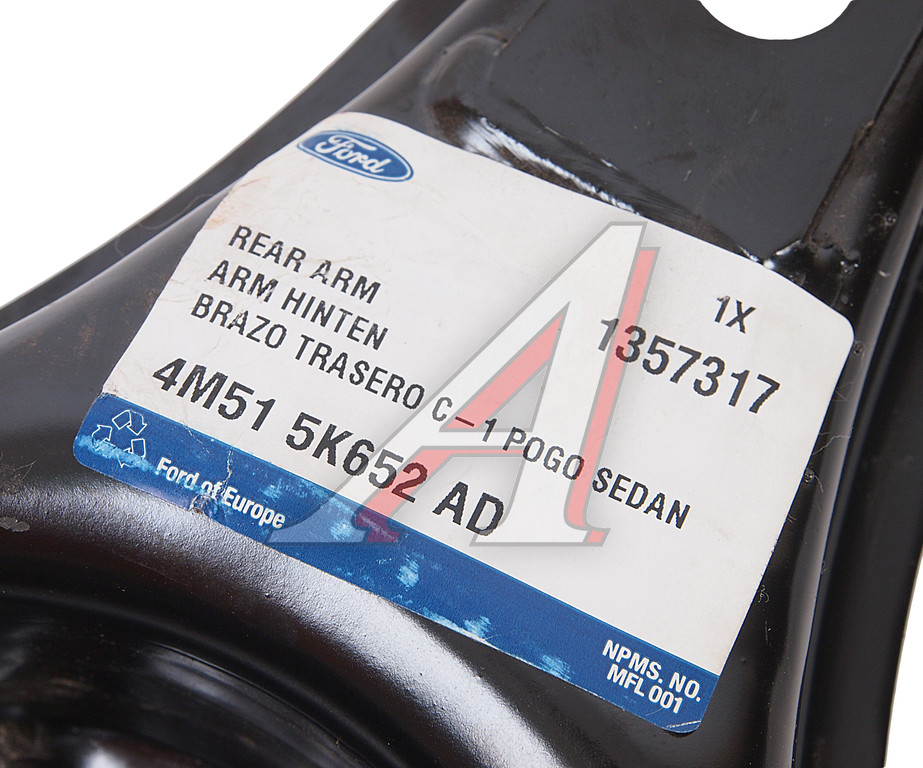 Ford
REAR ARM
ARM HINTEN
BRAZO TRASERO C-1 POGO SEDAN
1X
1357317
4M51 5K652 AD
Ford of Europe
NPMS. NO.
MFL 001